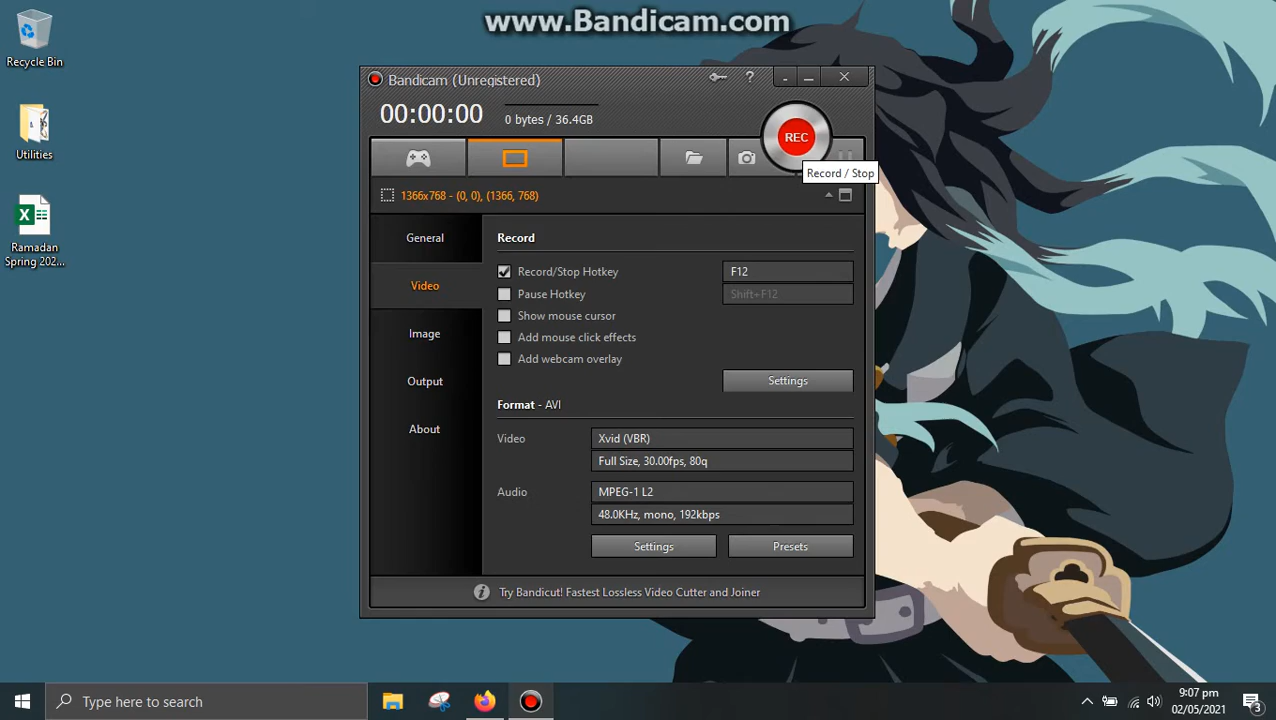 www.Bandicam.com
Recycle Bin
Utilities
Ramadan
Spring 202...
Bandicam (Unregistered)
?
00:00:00
0 bytes / 36.4GB
REC
Record / Stop
1366x768 - (0, 0), (1366, 768)
General
Video
Image
Output
About
Record
Record/Stop Hotkey
F12
Pause Hotkey
Shift+F12
Show mouse cursor
Add mouse click effects
Add webcam overlay
Settings
Format - AVI
Video
Xvid (VBR)
Full Size, 30.00fps, 80q
Audio
MPEG-1 L2
48.0KHz, mono, 192kbps
Settings
Presets
Try Bandicut! Fastest Lossless Video Cutter and Joiner
Type here to search
9:07 pm
02/05/2021
3